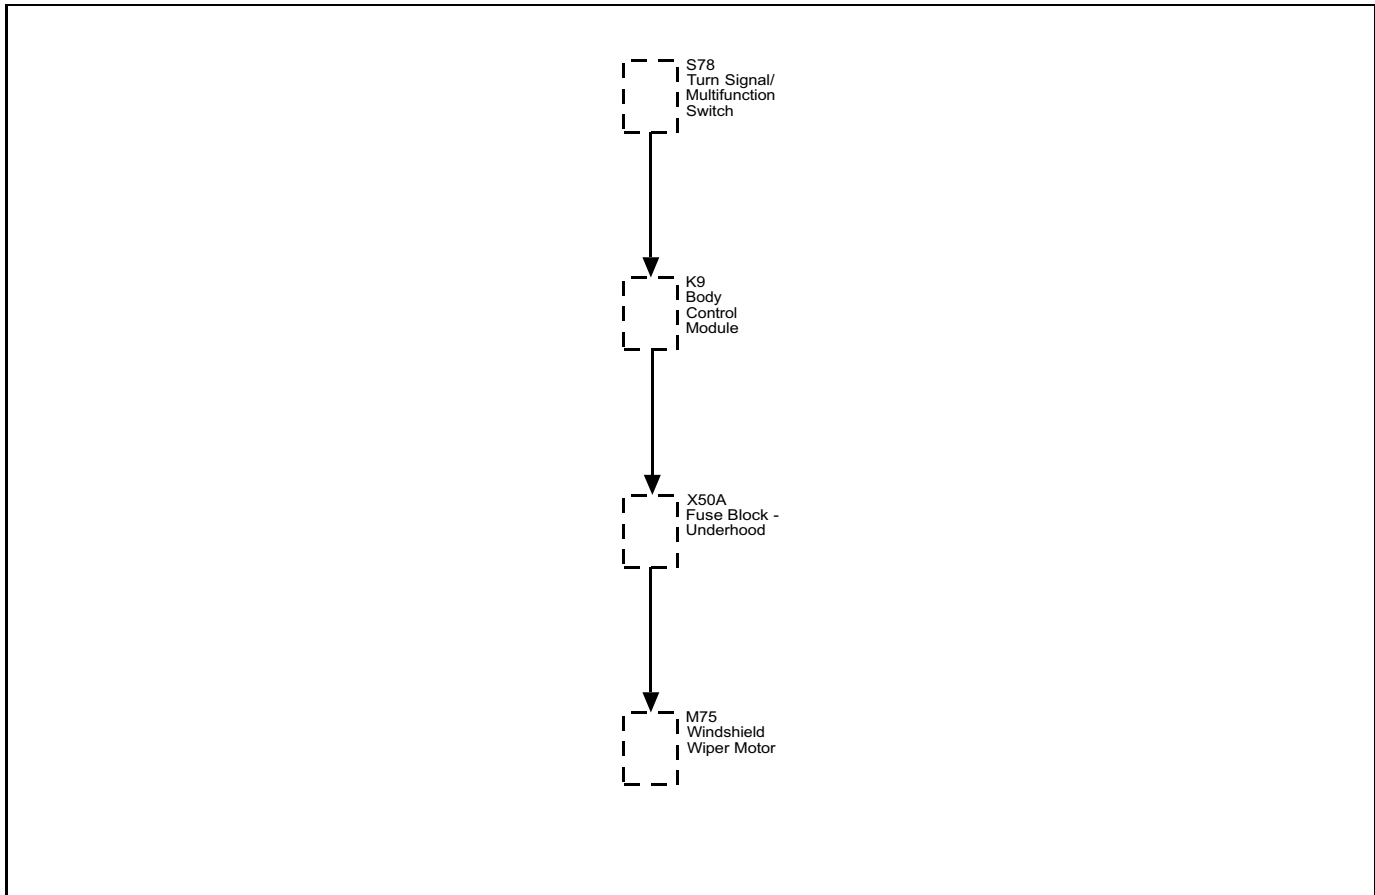 S78
Turn Signal/
Multifunction
Switch
K9
Body
Control
Module
X50A
Fuse Block -
Underhood
M75
Windshield
Wiper Motor